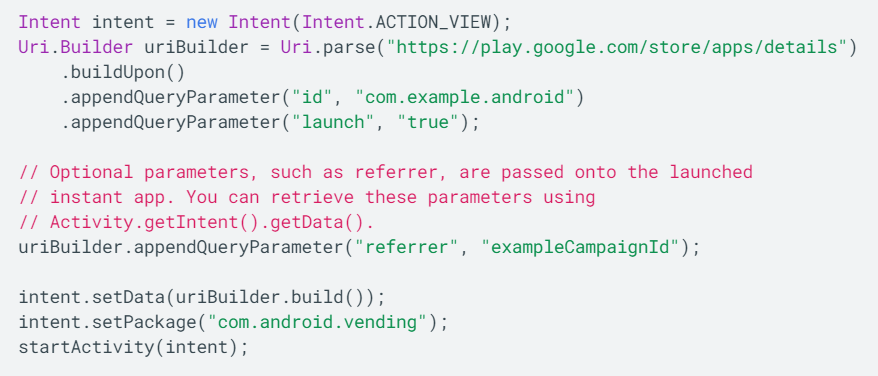 Intent intent = new Intent(Intent.ACTION_VIEW);
Uri.Builder uriBuilder = Uri.parse("https://play.google.com/store/apps/details")
    .buildUpon()
    .appendQueryParameter("id", "com.example.android")
    .appendQueryParameter("launch", "true");

// Optional parameters, such as referrer, are passed onto the launched
// instant app. You can retrieve these parameters using
// Activity.getIntent().getData().
uriBuilder.appendQueryParameter("referrer", "exampleCampaignId");

intent.setData(uriBuilder.build());
intent.setPackage("com.android.vending");
startActivity(intent);